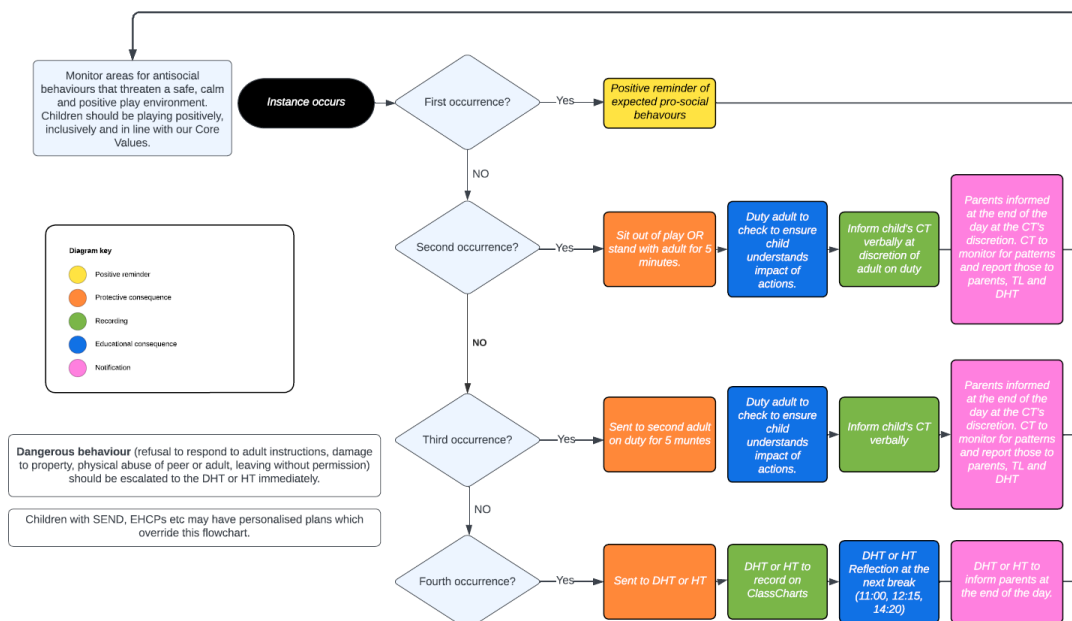 Monitor areas for antisocial
behaviours that threaten a safe, calm
and positive play environment.
Children should be playing positively,
inclusively and in line with our Core
Values.
Instance occurs
First occurrence?
Yes
Positive reminder of
expected pro-social
behavours
NO
Second occurrence?
Yes
Sit out of play OR
stand with adult for 5
minutes.
Duty adult to
check to ensure
child
understands
impact of
actions.
Inform child's CT
verbally at
discretion of
adult on duty
Parents informed
at the end of the
day at the CT's
discretion. CT to
monitor for patterns
and report those to
parents, TL and
DHT
Diagram key
Positive reminder
Protective consequence
Recording
Educational consequence
Notification
NO
Third occurrence?
Yes
Sent to second adult
on duty for 5 muntes
Duty adult to
check to ensure
child
understands
impact of
actions.
Inform child's CT
verbally
Parents informed
at the end of the
day at the CT's
discretion. CT to
monitor for patterns
and report those to
parents, TL and
DHT
Dangerous behaviour (refusal to respond to adult instructions, damage
to property, physical abuse of peer or adult, leaving without permission)
should be escalated to the DHT or HT immediately.
Children with SEND, EHCPs etc may have personalised plans which
override this flowchart.
NO
Fourth occurrence?
Yes
Sent to DHT or HT
DHT or HT to
record on
ClassCharts
DHT or HT
Reflection at the
next break
(11:00, 12:15,
14:20)
DHT or HT to
inform parents at
the end of the day.